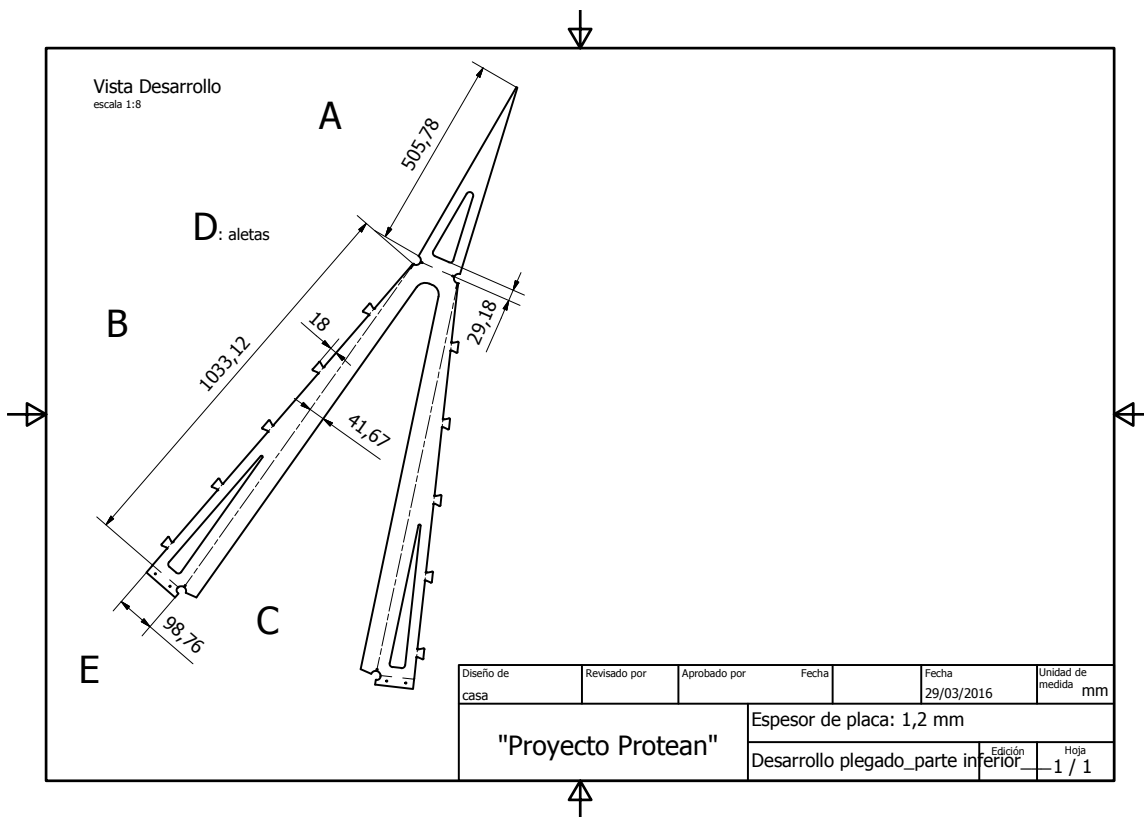 Vista Desarrollo
escala 1:8
A
505,78
D: aletas
B
1033,12
18
29,18
41,67
C
98,76
E
Diseño de
casa
Revisado por
Aprobado por
Fecha
Fecha
29/03/2016
Unidad de
medida mm
"Proyecto Protean"
Espesor de placa: 1,2 mm
Desarrollo plegado_parte inferior___
Edición
Hoja
1 / 1